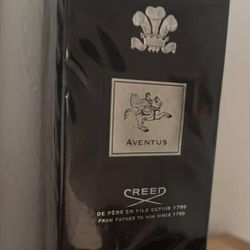 AVENTUS
CREED
DE PÈRE EN FILS DEPUIS 1760
FROM FATHER TO SON SINCE 1760